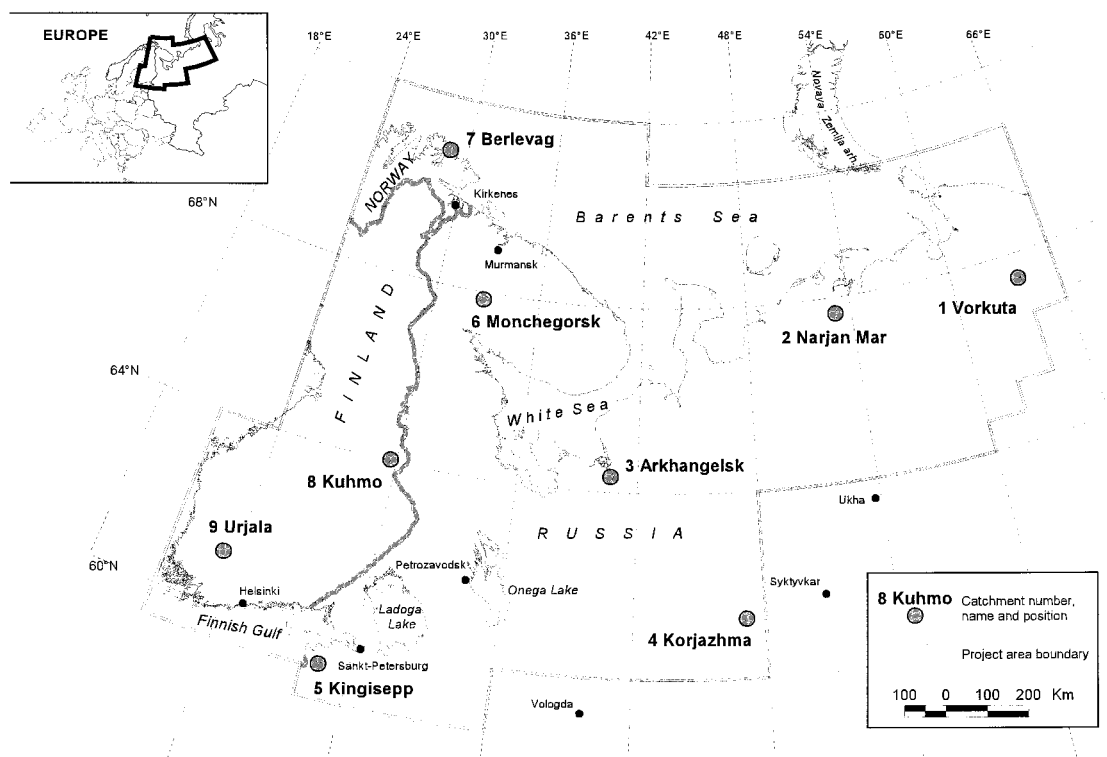 EUROPE
18°E
24°E
30°E
36°E
42°E
48°E
54°E
60°E
66°E
Novaya Zemlja arh.
7 Berlevag
NORWAY
Kirkenes
68°N
Barents Sea
Murmansk
1 Vorkuta
6 Monchegorsk
2 Narjan Mar
FINLAND
64°N
White Sea
3 Arkhangelsk
8 Kuhmo
Ukha
9 Urjala
RUSSIA
60°N
Petrozavodsk
Onega Lake
Syktyvkar
Helsinki
Ladoga
Lake
Finnish Gulf
4 Korjazhma
Sankt-Petersburg
5 Kingisepp
Vologda
8 Kuhmo
Catchment number,
name and position
Project area boundary
100 0 100 200 Km